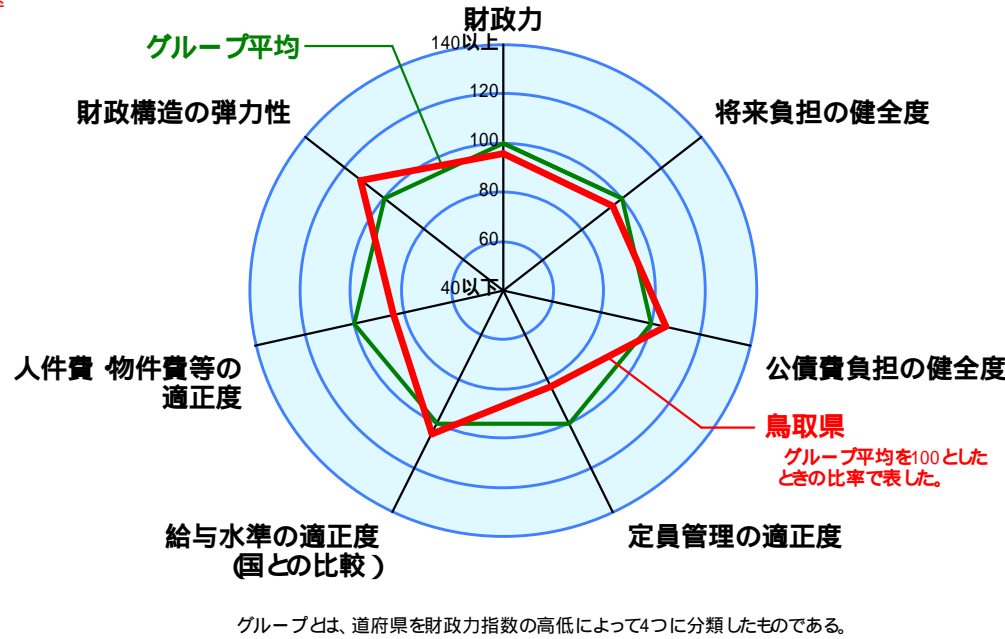 財政力
グループ平均
140以上
120
100
80
60
40以下
財政構造の弾力性
将来負担の健全度
人件費・物件費等の
適正度
公債費負担の健全度
鳥取県
グループ平均を100とした
ときの比率で表した。
給与水準の適正度
(国との比較)
定員管理の適正度
グループとは、道府県を財政力指数の高低によって4つに分類したものである。